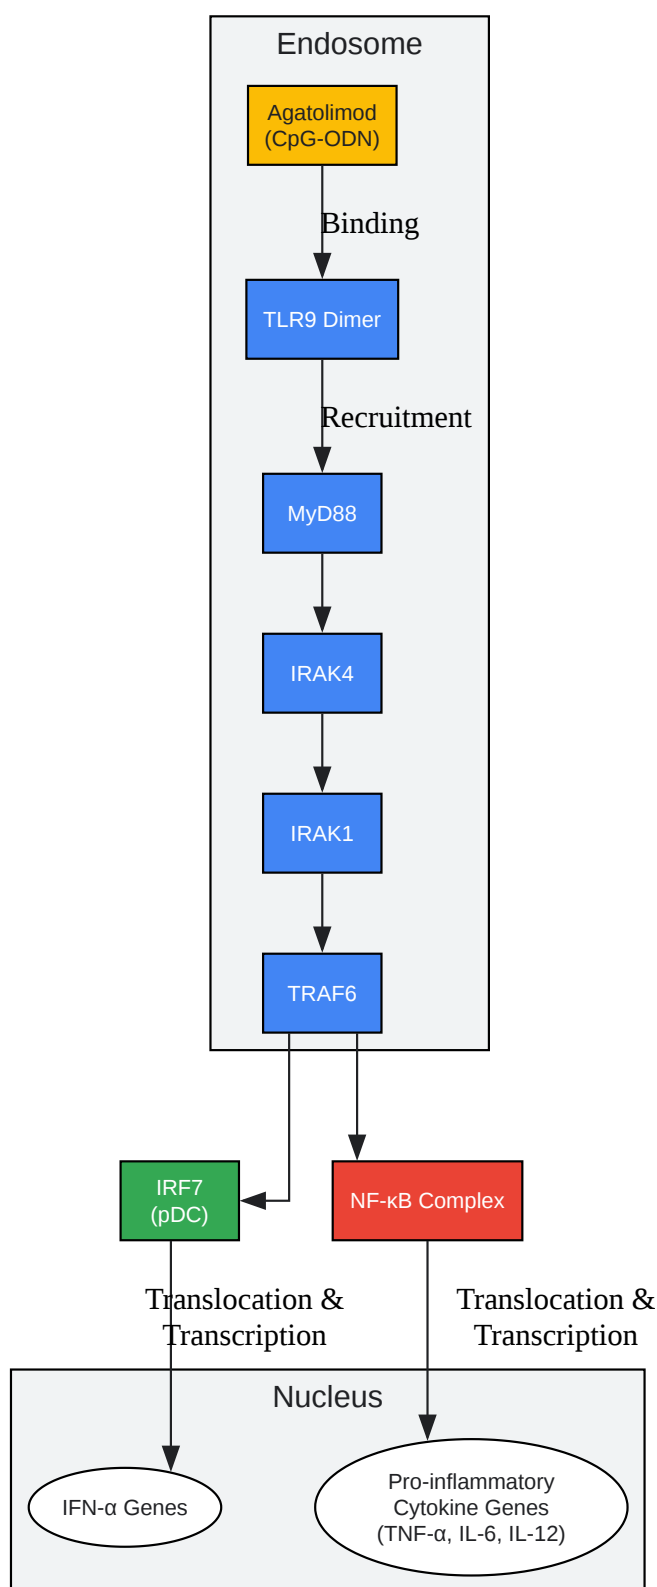 Endosome
Agatolimod
(CpG-ODN)
Binding
TLR9 Dimer
Recruitment
MyD88
IRAK4
IRAK1
TRAF6
IRF7
(pDC)
NF-κB Complex
Translocation &
Transcription
Translocation &
Transcription
Nucleus
IFN-α Genes
Pro-inflammatory
Cytokine Genes
(TNF-α, IL-6, IL-12)